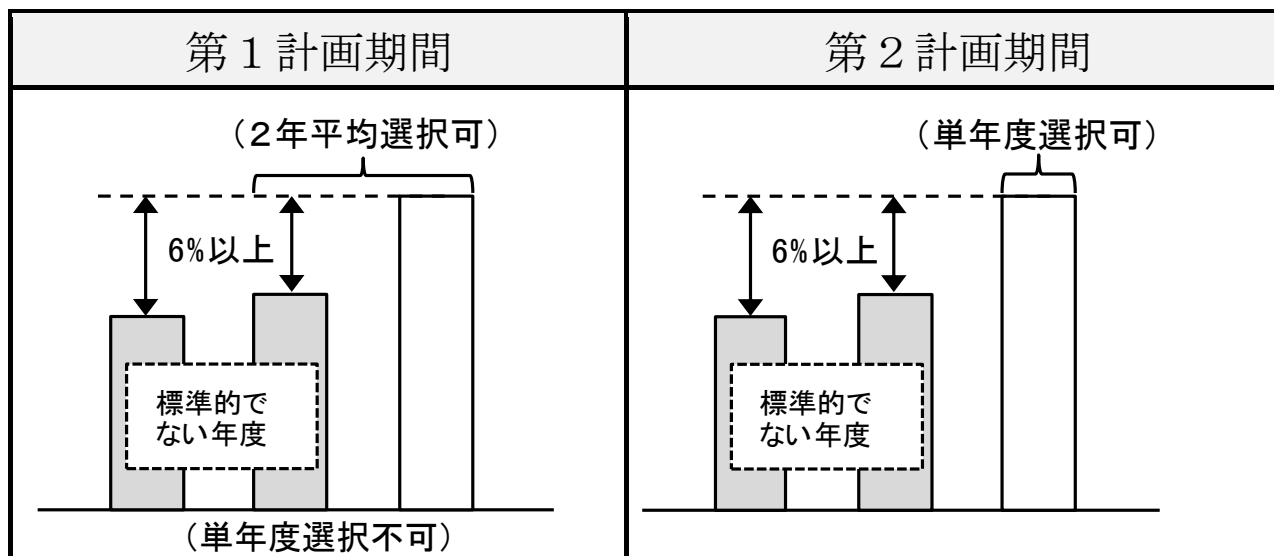 第１計画期間
第２計画期間
（２年平均選択可）
6%以上
標準的で
ない年度
（単年度選択不可）
（単年度選択可）
6%以上
標準的で
ない年度